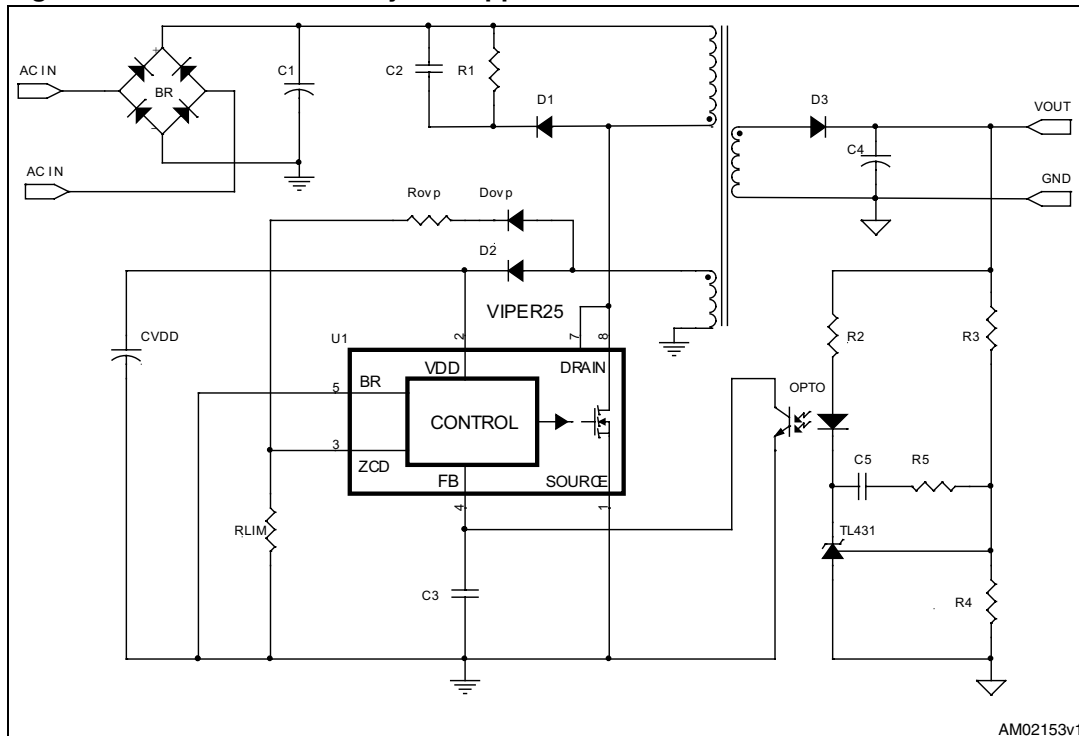 AC IN
BR
AC IN
C1
C2
R1
D1
D3
VOUT
C4
GND
Rovp
Dovp
D2
VIPER25
CVDD
U1
2
7
8
VDD
DRAIN
5
BR
CONTROL
3
ZCD
FB
SOURCE
4
1
RLIM
C3
R2
R3
OPTO
C5
R5
TL431
R4
AM02153v1